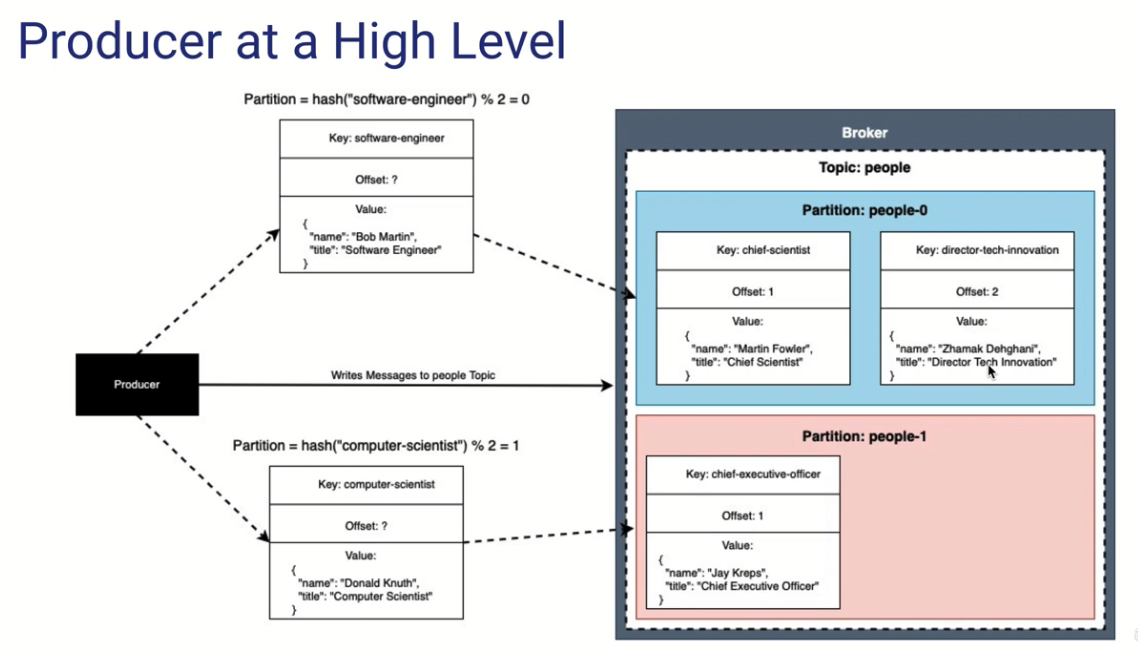 Producer at a High Level
Partition = hash("software-engineer") % 2 = 0
Key: software-engineer
Offset: ?
Value:
{
"name": "Bob Martin",
"title": "Software Engineer"
}
Producer
Writes Messages to people Topic
Partition = hash("computer-scientist") % 2 = 1
Key: computer-scientist
Offset: ?
Value:
{
"name": "Donald Knuth",
"title": "Computer Scientist"
}
Broker
Topic: people
Partition: people-0
Key: chief-scientist
Offset: 1
Value:
{
"name": "Martin Fowler",
"title": "Chief Scientist"
}
Key: director-tech-innovation
Offset: 2
Value:
{
"name": "Zhamak Dehghani",
"title": "Director Tech Innovation"
}
Partition: people-1
Key: chief-executive-officer
Offset: 1
Value:
{
"name": "Jay Kreps",
"title": "Chief Executive Officer"
}